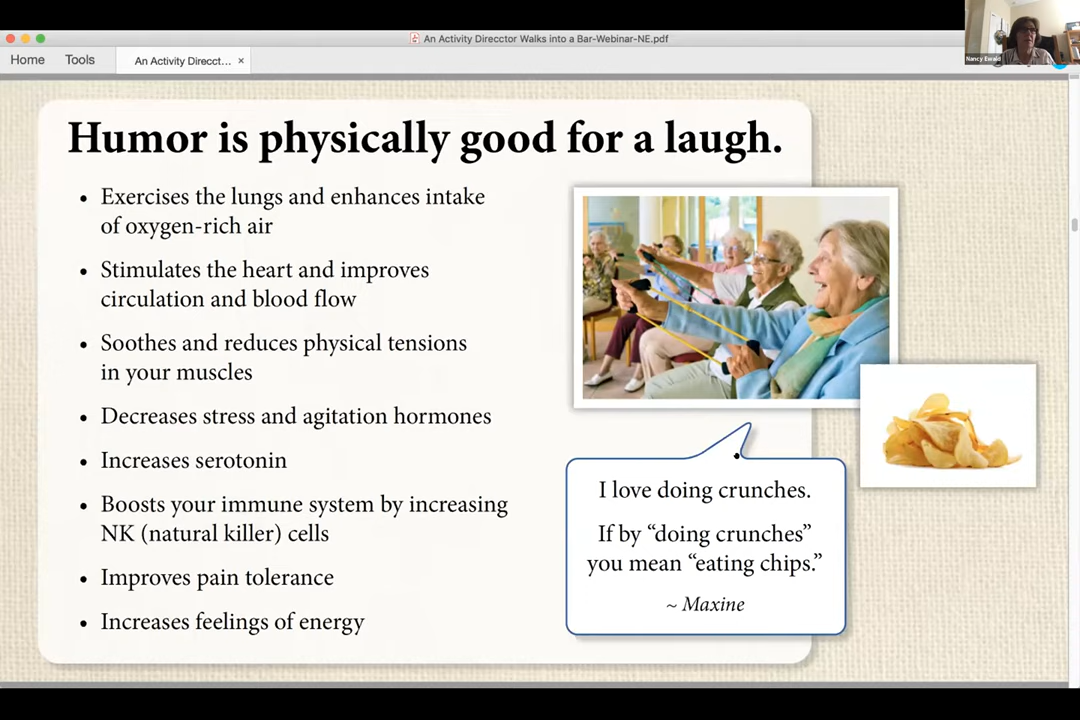 An Activity Direcctor Walks into a Bar-Webinar-NE.pdf
Home
Tools
An Activity Direcct... ×
Nancy Ewald
Humor is physically good for a laugh.
• Exercises the lungs and enhances intake
of oxygen-rich air
• Stimulates the heart and improves
circulation and blood flow
• Soothes and reduces physical tensions
in your muscles
• Decreases stress and agitation hormones
• Increases serotonin
• Boosts your immune system by increasing
NK (natural killer) cells
• Improves pain tolerance
• Increases feelings of energy
I love doing crunches.
If by “doing crunches”
you mean “eating chips.”
~ Maxine